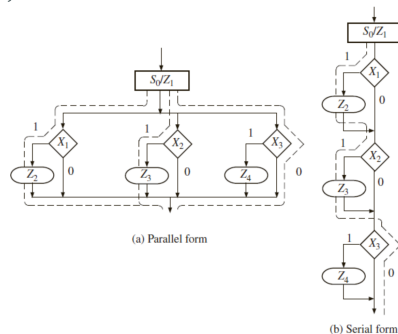 S₀/Z₁
1 X₁ 1 X₂ 1 X₃
Z₂ 0 Z₃ 0 Z₄ 0
(a) Parallel form
S₀/Z₁
1
X₁
Z₂ 0
1
X₂
Z₃ 0
1 X₃
0
Z₄
(b) Serial form